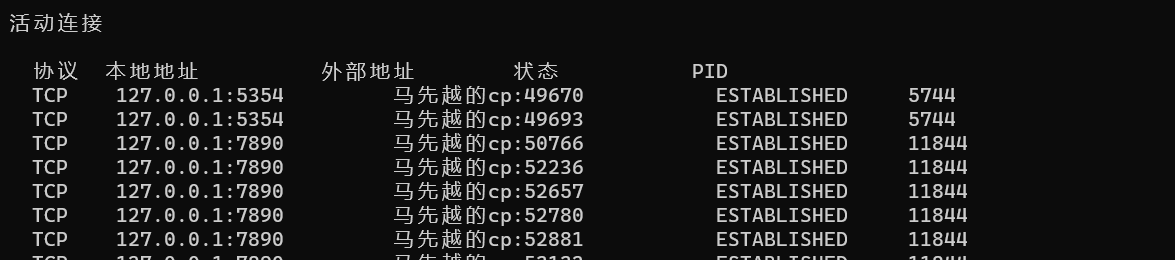 活动连接
协议 本地地址 外部地址 状态 PID
TCP 127.0.0.1:5354 马先越的cp:49670 ESTABLISHED 5744
TCP 127.0.0.1:5354 马先越的cp:49693 ESTABLISHED 5744
TCP 127.0.0.1:7890 马先越的cp:50766 ESTABLISHED 11844
TCP 127.0.0.1:7890 马先越的cp:52236 ESTABLISHED 11844
TCP 127.0.0.1:7890 马先越的cp:52657 ESTABLISHED 11844
TCP 127.0.0.1:7890 马先越的cp:52780 ESTABLISHED 11844
TCP 127.0.0.1:7890 马先越的cp:52881 ESTABLISHED 11844